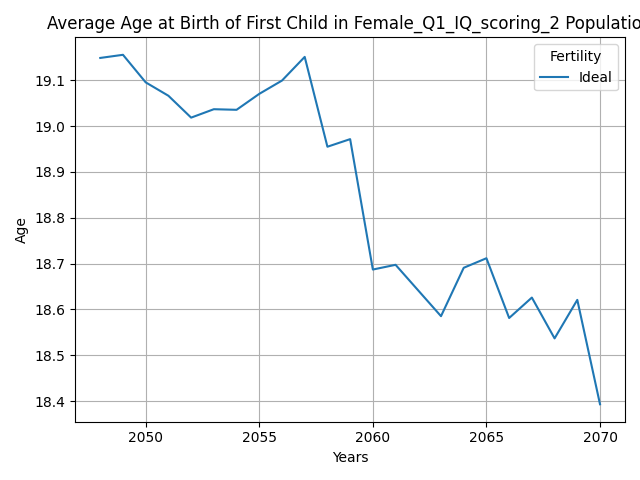 Average Age at Birth of First Child in Female_Q1_IQ_scoring_2 Populatio
Fertility
Ideal
19.1
19.0
18.9
18.8
18.7
18.6
18.5
18.4
Age
2050 2055 2060 2065 2070
Years